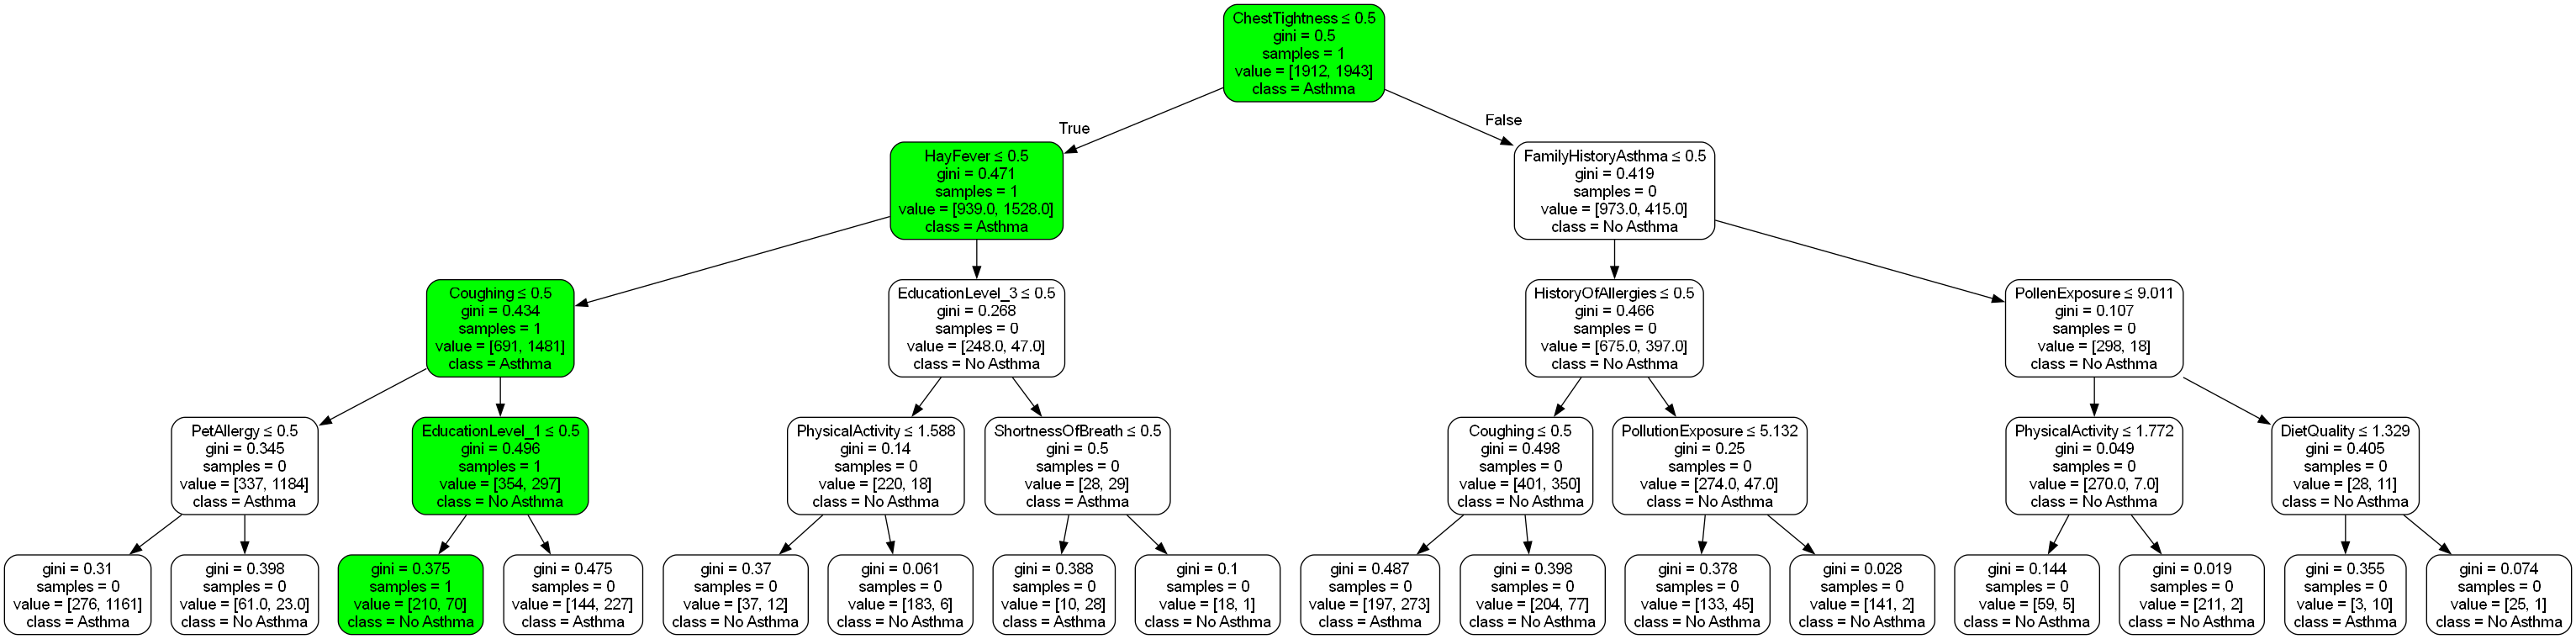 ChestTightness ≤ 0.5
gini = 0.5
samples = 1
value = [1912, 1943]
class = Asthma
True
False
HayFever ≤ 0.5
gini = 0.471
samples = 1
value = [939.0, 1528.0]
class = Asthma
FamilyHistoryAsthma ≤ 0.5
gini = 0.419
samples = 0
value = [973.0, 415.0]
class = No Asthma
Coughing ≤ 0.5
gini = 0.434
samples = 1
value = [691, 1481]
class = Asthma
EducationLevel_3 ≤ 0.5
gini = 0.268
samples = 0
value = [248.0, 47.0]
class = No Asthma
HistoryOfAllergies ≤ 0.5
gini = 0.466
samples = 0
value = [675.0, 397.0]
class = No Asthma
PollenExposure ≤ 9.011
gini = 0.107
samples = 0
value = [298, 18]
class = No Asthma
PetAllergy ≤ 0.5
gini = 0.345
samples = 0
value = [337, 1184]
class = Asthma
EducationLevel_1 ≤ 0.5
gini = 0.496
samples = 1
value = [354, 297]
class = No Asthma
PhysicalActivity ≤ 1.588
gini = 0.14
samples = 0
value = [220, 18]
class = No Asthma
ShortnessOfBreath ≤ 0.5
gini = 0.5
samples = 0
value = [28, 29]
class = Asthma
Coughing ≤ 0.5
gini = 0.498
samples = 0
value = [401, 350]
class = No Asthma
PollutionExposure ≤ 5.132
gini = 0.25
samples = 0
value = [274.0, 47.0]
class = No Asthma
PhysicalActivity ≤ 1.772
gini = 0.049
samples = 0
value = [270.0, 7.0]
class = No Asthma
DietQuality ≤ 1.329
gini = 0.405
samples = 0
value = [28, 11]
class = No Asthma
gini = 0.31
samples = 0
value = [276, 1161]
class = Asthma
gini = 0.398
samples = 0
value = [61.0, 23.0]
class = No Asthma
gini = 0.375
samples = 1
value = [210, 70]
class = No Asthma
gini = 0.475
samples = 0
value = [144, 227]
class = Asthma
gini = 0.37
samples = 0
value = [37, 12]
class = No Asthma
gini = 0.061
samples = 0
value = [183, 6]
class = No Asthma
gini = 0.388
samples = 0
value = [10, 28]
class = Asthma
gini = 0.1
samples = 0
value = [18, 1]
class = No Asthma
gini = 0.487
samples = 0
value = [197, 273]
class = Asthma
gini = 0.398
samples = 0
value = [204, 77]
class = No Asthma
gini = 0.378
samples = 0
value = [133, 45]
class = No Asthma
gini = 0.028
samples = 0
value = [141, 2]
class = No Asthma
gini = 0.144
samples = 0
value = [59, 5]
class = No Asthma
gini = 0.019
samples = 0
value = [211, 2]
class = No Asthma
gini = 0.355
samples = 0
value = [3, 10]
class = Asthma
gini = 0.074
samples = 0
value = [25, 1]
class = No Asthma